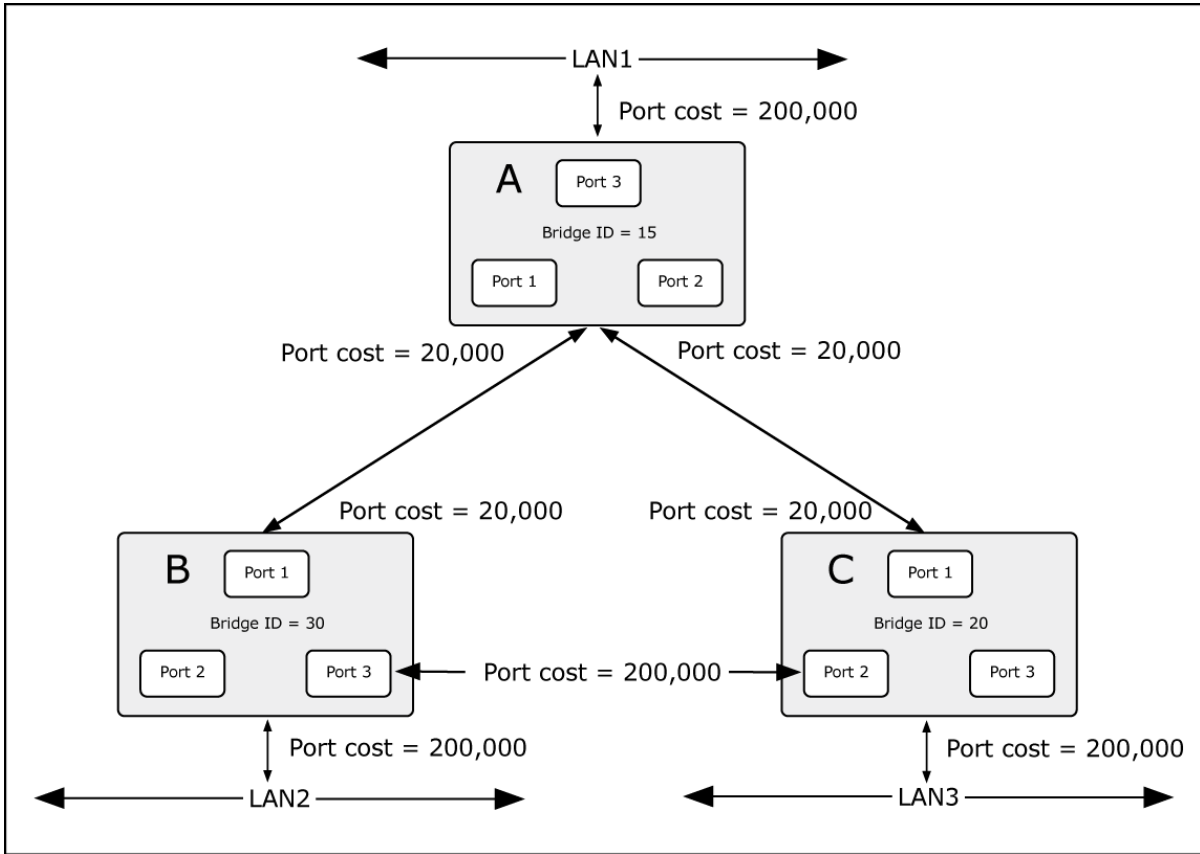 LAN1
Port cost = 200,000
A
Port 3
Bridge ID = 15
Port 1
Port 2
Port cost = 20,000
Port cost = 20,000
Port cost = 20,000
Port cost = 20,000
B
Port 1
Bridge ID = 30
Port 2
Port 3
Port cost = 200,000
C
Port 1
Bridge ID = 20
Port 2
Port 3
Port cost = 200,000
LAN2
Port cost = 200,000
LAN3